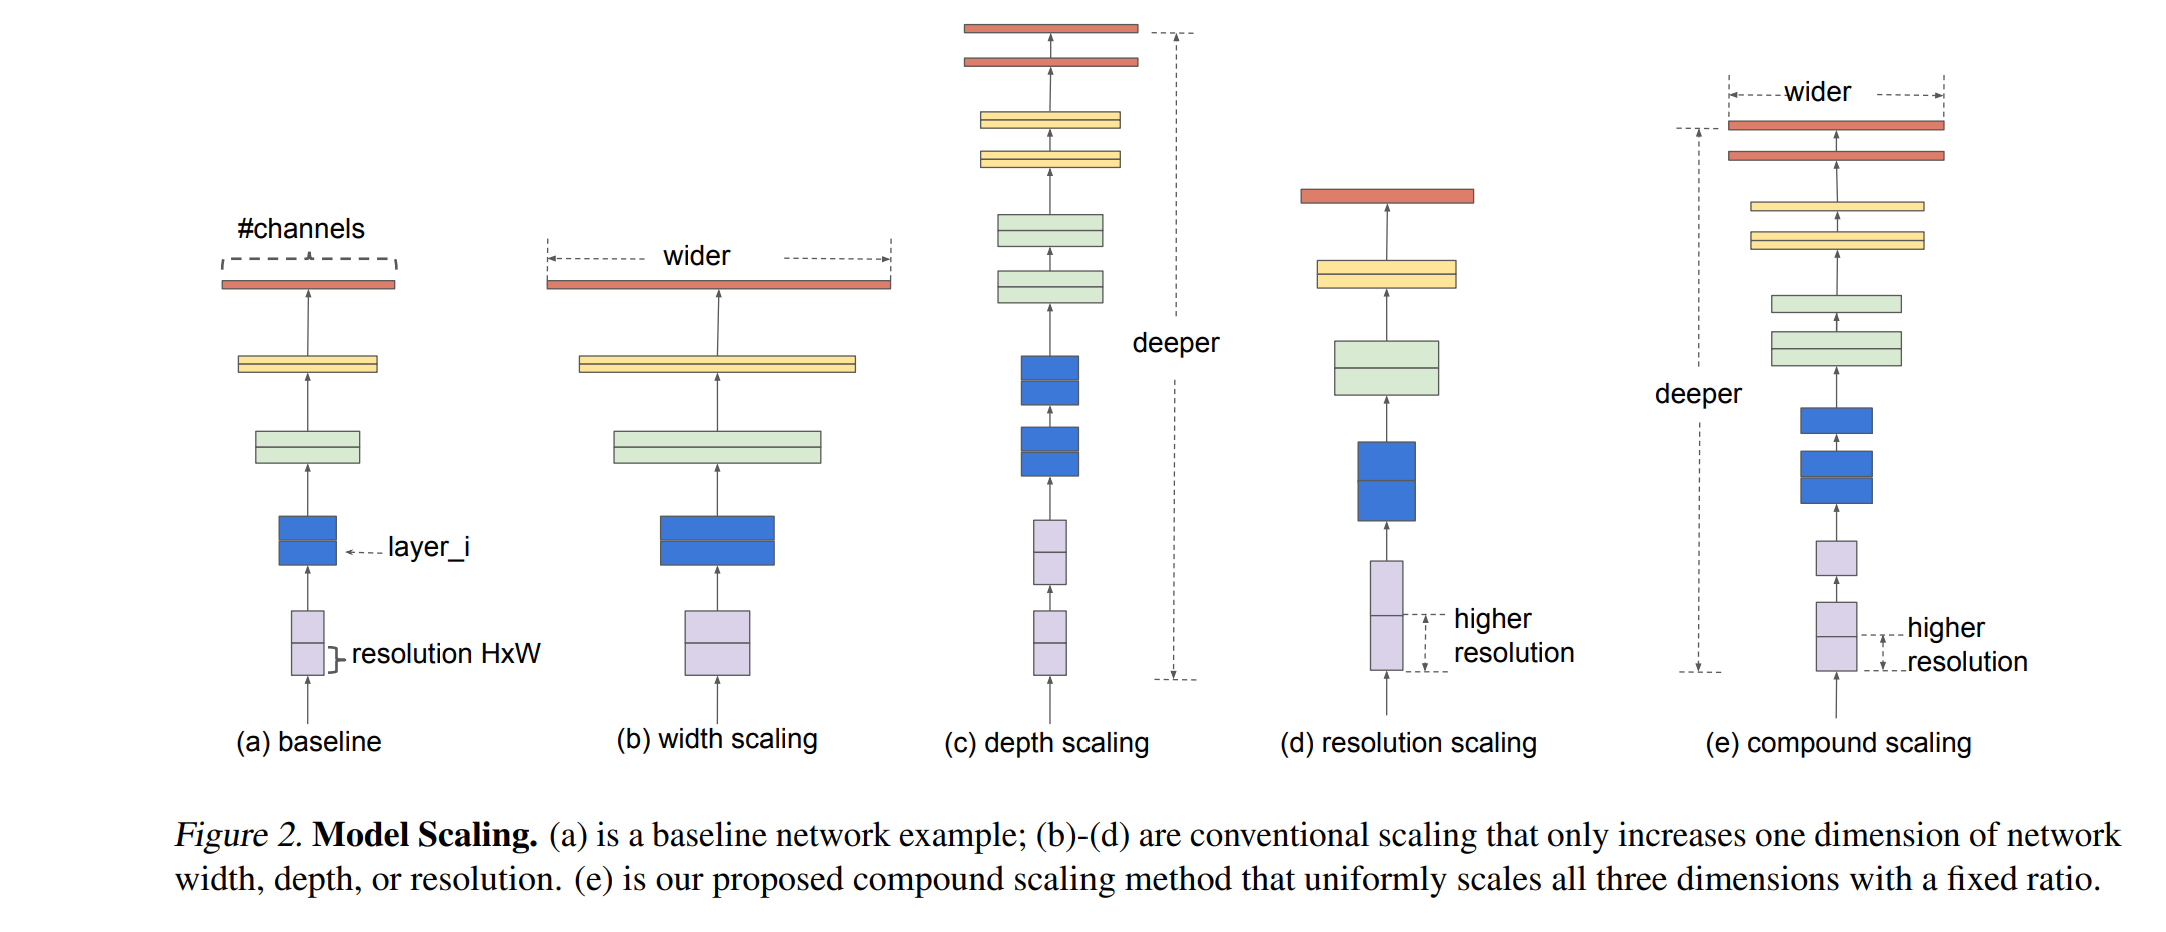 #channels
layer_i
resolution HxW
(a) baseline
wider
(b) width scaling
deeper
(c) depth scaling
higher
resolution
(d) resolution scaling
wider
deeper
higher
resolution
(e) compound scaling
Figure 2. Model Scaling. (a) is a baseline network example; (b)-(d) are conventional scaling that only increases one dimension of network
width, depth, or resolution. (e) is our proposed compound scaling method that uniformly scales all three dimensions with a fixed ratio.